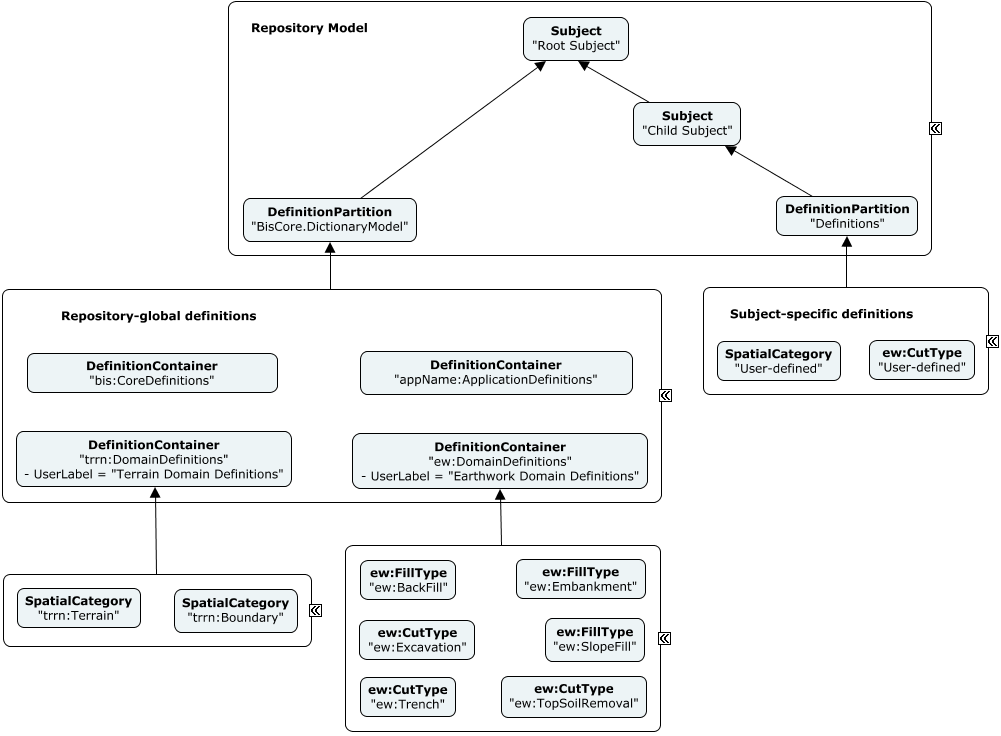 Repository Model
Subject
"Root Subject"
Subject
"Child Subject"
DefinitionPartition
"BisCore.DictionaryModel"
DefinitionPartition
"Definitions"
Repository-global definitions
DefinitionContainer
"bis:CoreDefinitions"
DefinitionContainer
"appName:ApplicationDefinitions"
DefinitionContainer
"trrn:DomainDefinitions"
- UserLabel = "Terrain Domain Definitions"
DefinitionContainer
"ew:DomainDefinitions"
- UserLabel = "Earthwork Domain Definitions"
Subject-specific definitions
SpatialCategory
"User-defined"
ew:CutType
"User-defined"
SpatialCategory
"trrn:Terrain"
SpatialCategory
"trrn:Boundary"
ew:FillType
"ew:BackFill"
ew:FillType
"ew:Embankment"
ew:CutType
"ew:Excavation"
ew:FillType
"ew:SlopeFill"
ew:CutType
"ew:Trench"
ew:CutType
"ew:TopSoilRemoval"